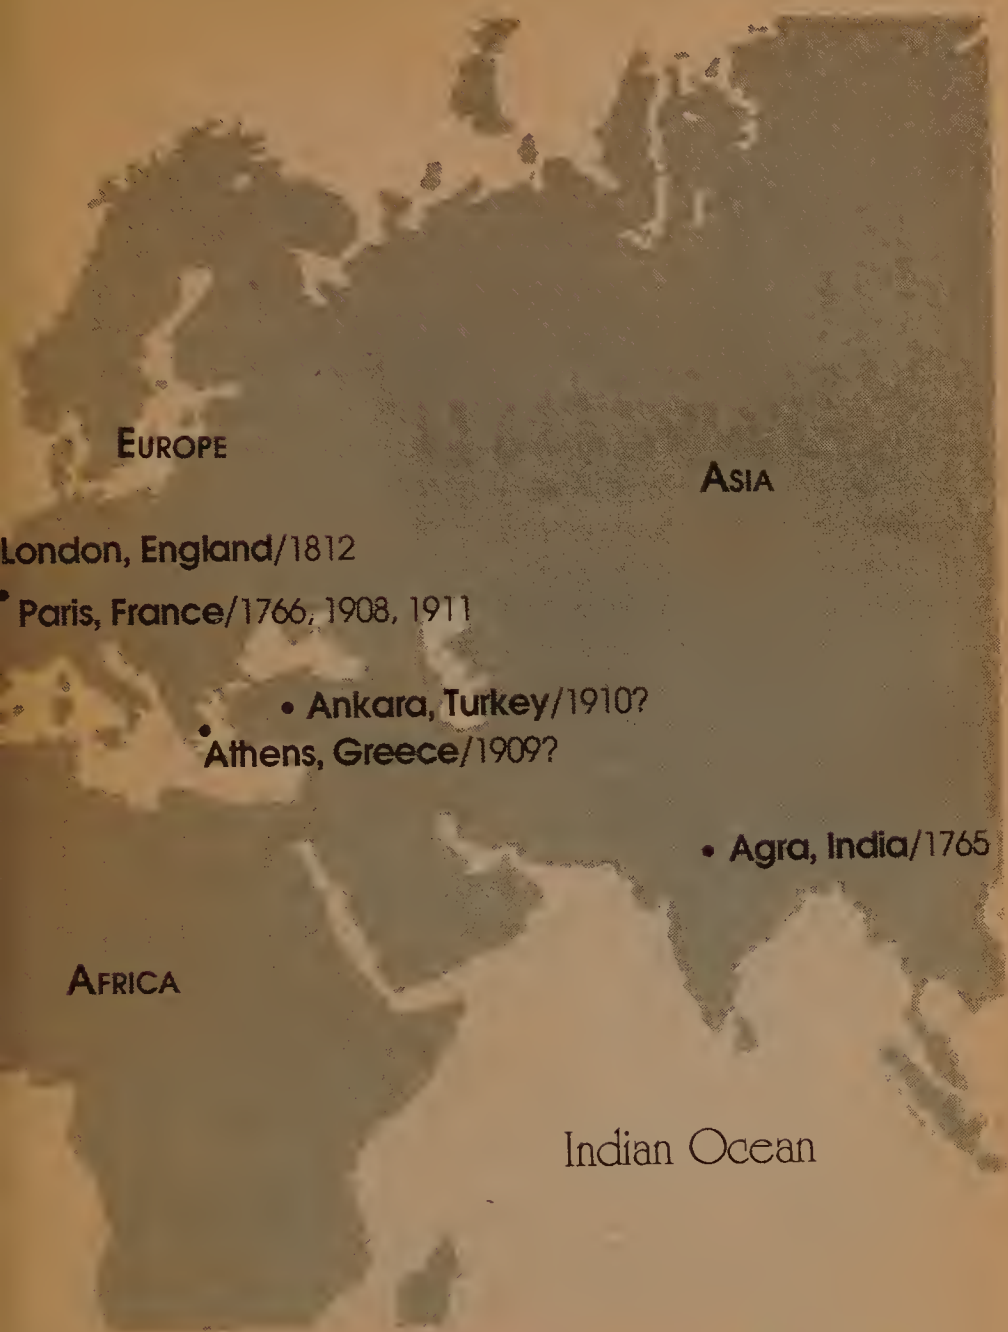 EUROPE
ASIA
London, England/1812
Paris, France/1766, 1908, 1911
Ankara, Turkey/1910?
Athens, Greece/1909?
Agra, India/1765
AFRICA
Indian Ocean